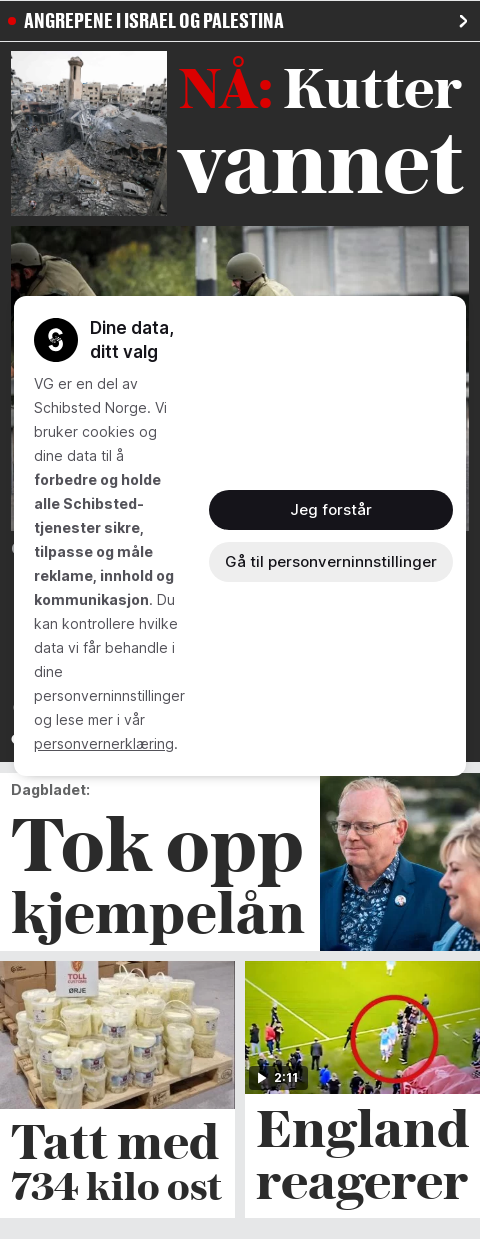 ANGREPENE I ISRAEL OG PALESTINA
NÅ: Kutter
vannet
Dine data,
ditt valg
VG er en del av
Schibsted Norge. Vi
bruker cookies og
dine data til å
forbedre og holde
alle Schibsted-
tjenester sikre,
tilpasse og måle
reklame, innhold og
kommunikasjon. Du
kan kontrollere hvilke
data vi får behandle i
dine
personverninnstillinger
og lese mer i vår
personvernerklæring.
Jeg forstår
Gå til personverninnstillinger
Dagbladet:
Tok opp
kjempelån
TOLL
CUSTOMS
ØRJE
Tatt med
734 kilo ost
2:11
England
reagerer